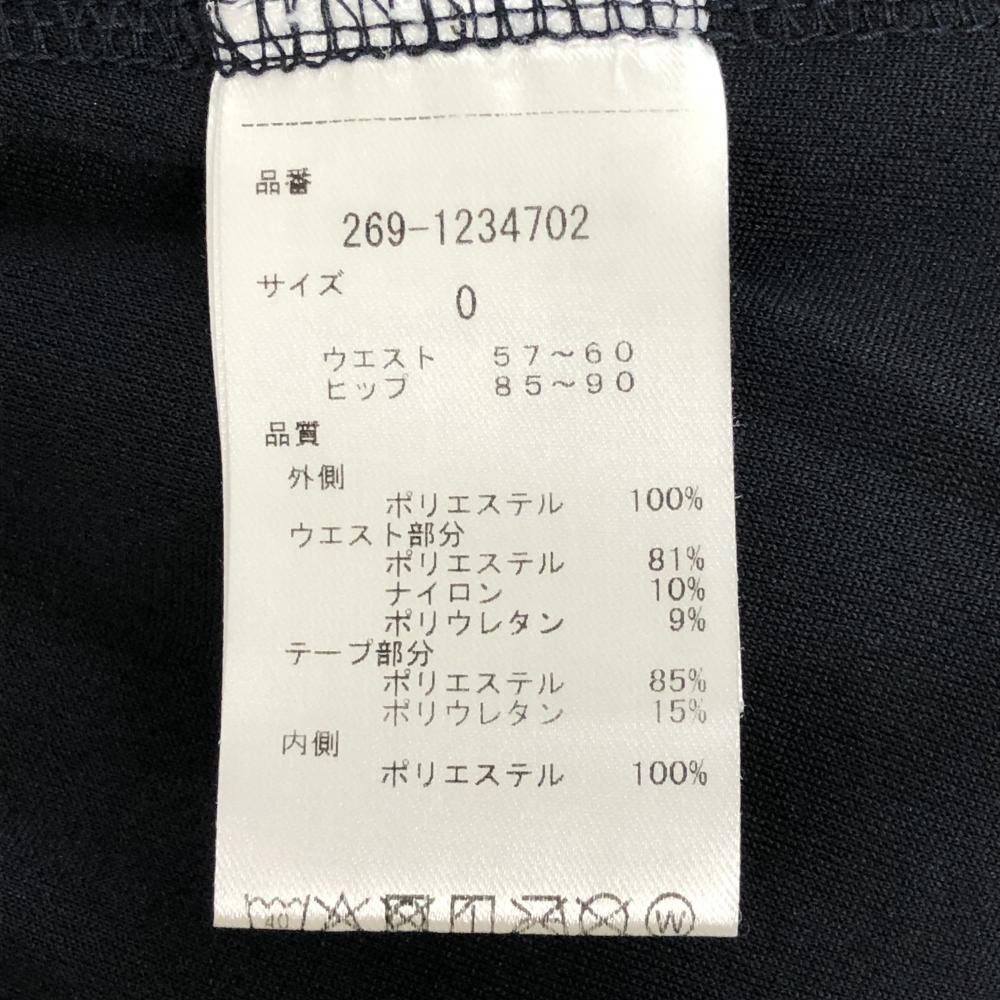 品番
269-1234702
サイズ
0
ウエスト 57～60
ヒップ 85～90
品質
外側
ポリエステル 100%
ウエスト部分
ポリエステル 81%
ナイロン 10%
ポリウレタン 9%
テープ部分
ポリエステル 85%
ポリウレタン 15%
内側
ポリエステル 100%
40 W